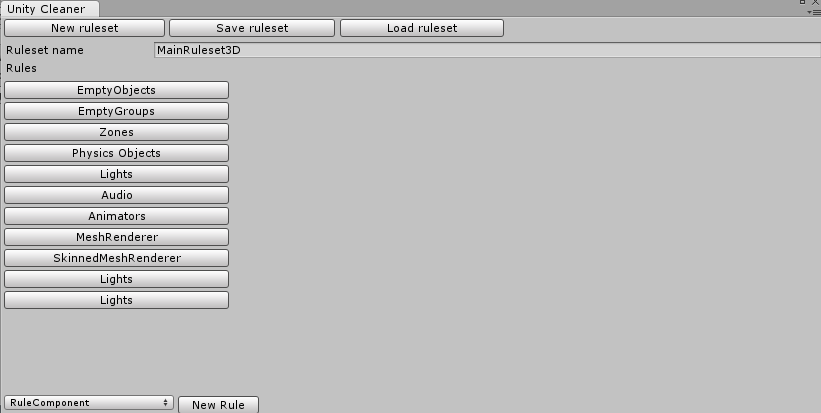 Unity Cleaner
New ruleset Save ruleset Load ruleset
Ruleset name MainRuleset3D
Rules
EmptyObjects
EmptyGroups
Zones
Physics Objects
Lights
Audio
Animators
MeshRenderer
SkinnedMeshRenderer
Lights
Lights
RuleComponent New Rule